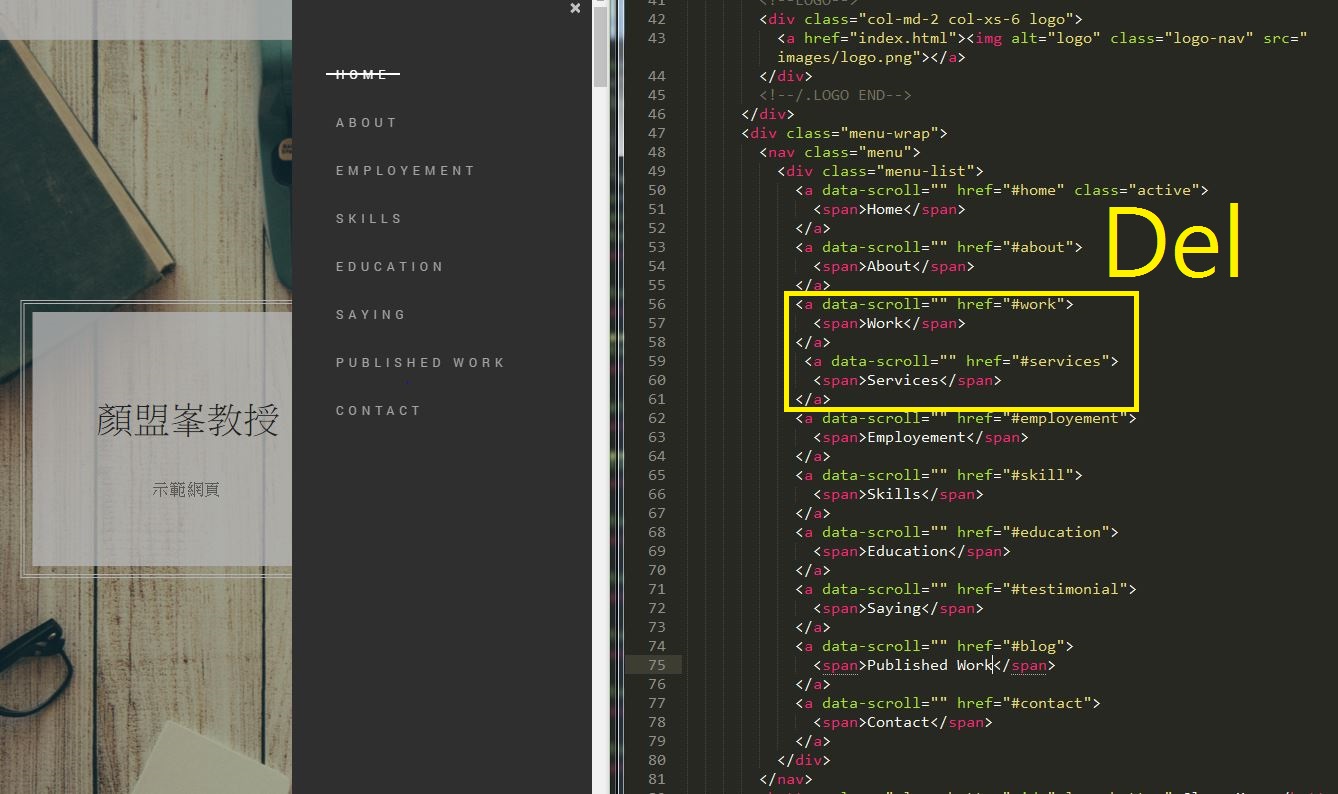 ×
HOME
ABOUT
EMPLOYEMENT
SKILLS
EDUCATION
SAYING
PUBLISHED WORK
CONTACT
顏盟峯教授
示範網頁
42 <div class="col-md-2 col-xs-6 logo">
43 <a href="index.html"><img alt="logo" class="logo-nav" src="
images/logo.png"></a>
44 </div>
45 <!--/.LOGO END-->
46 </div>
47 <div class="menu-wrap">
48 <nav class="menu">
49 <div class="menu-list">
50 <a data-scroll="" href="#home" class="active">
51 <span>Home</span>
52 </a>
53 <a data-scroll="" href="#about">
54 <span>About</span>
55 </a>
Del
56 <a data-scroll="" href="#work">
57 <span>Work</span>
58 </a>
59 <a data-scroll="" href="#services">
60 <span>Services</span>
61 </a>
62 <a data-scroll="" href="#employement">
63 <span>Employement</span>
64 </a>
65 <a data-scroll="" href="#skill">
66 <span>Skills</span>
67 </a>
68 <a data-scroll="" href="#education">
69 <span>Education</span>
70 </a>
71 <a data-scroll="" href="#testimonial">
72 <span>Saying</span>
73 </a>
74 <a data-scroll="" href="#blog">
75 <span>Published Work</span>
76 </a>
77 <a data-scroll="" href="#contact">
78 <span>Contact</span>
79 </a>
80 </div>
81 </nav>